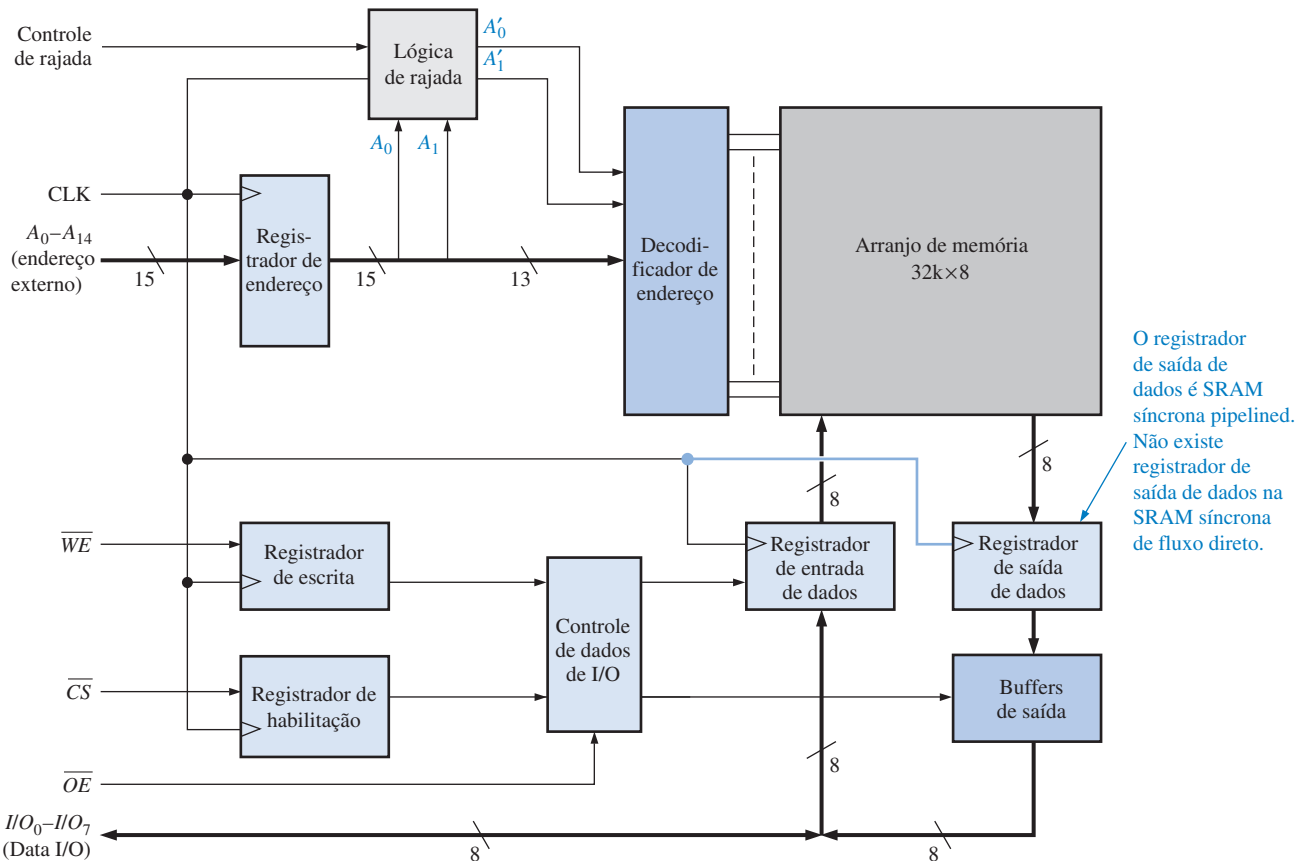 Controle
de rajada
Lógica
de rajada
A′0
A′1
A0
A1
CLK
A0–A14
(endereço
externo)
15
Regis-
trador de
endereço
15
13
Decodi-
ficador de
endereço
Arranjo de memória
32k×8
O registrador
de saída de
dados é SRAM
síncrona pipelined.
Não existe
registrador de
saída de dados na
SRAM síncrona
de fluxo direto.
8
8
WE
Registrador
de escrita
Registrador
de entrada
de dados
Registrador
de saída
de dados
Controle
de dados
de I/O
CS
Registrador de
habilitação
Buffers
de saída
OE
8
I/O0–I/O7
(Data I/O)
8
8